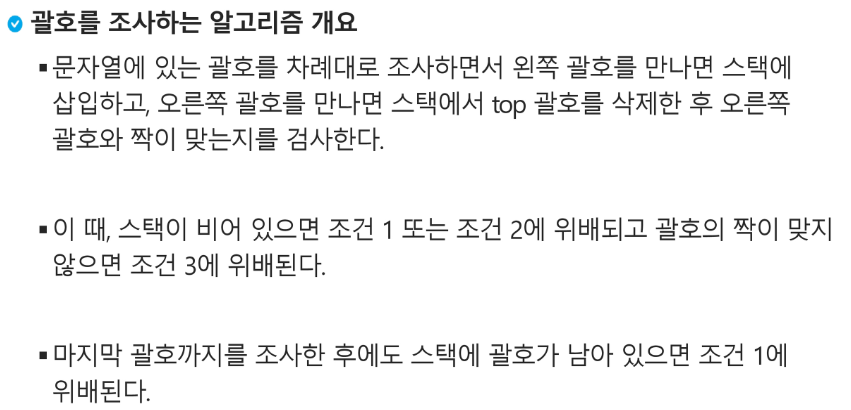 괄호를 조사하는 알고리즘 개요
▪문자열에 있는 괄호를 차례대로 조사하면서 왼쪽 괄호를 만나면 스택에
삽입하고, 오른쪽 괄호를 만나면 스택에서 top 괄호를 삭제한 후 오른쪽
괄호와 짝이 맞는지를 검사한다.
▪이 때, 스택이 비어 있으면 조건 1 또는 조건 2에 위배되고 괄호의 짝이 맞지
않으면 조건 3에 위배된다.
▪마지막 괄호까지를 조사한 후에도 스택에 괄호가 남아 있으면 조건 1에
위배된다.